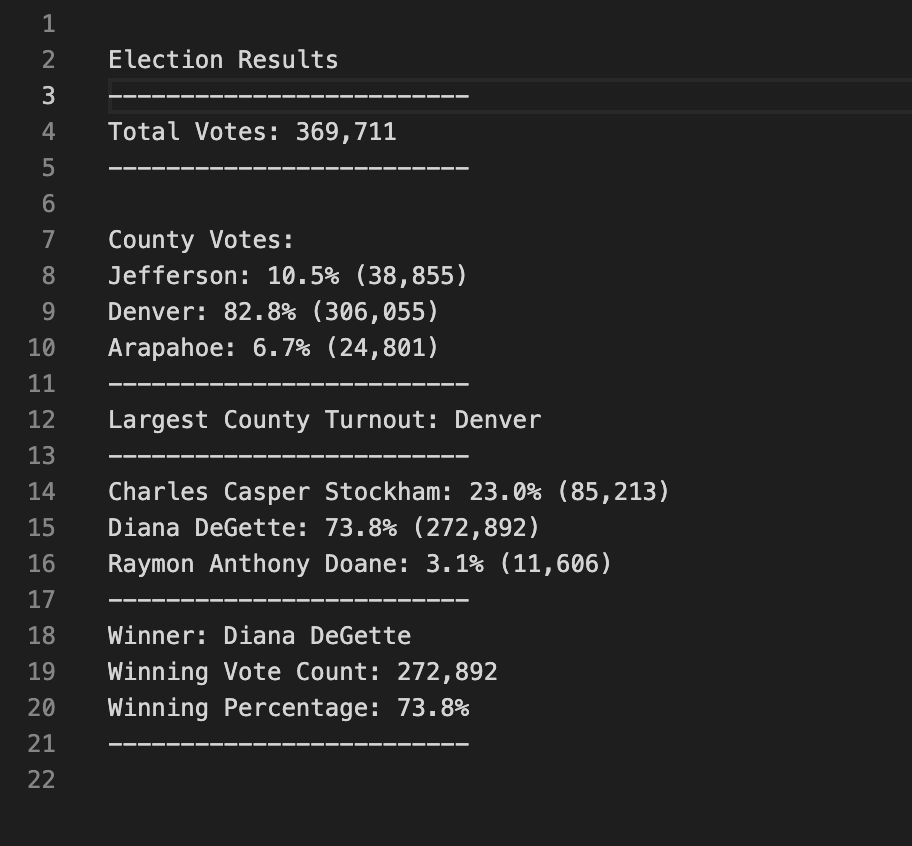 1
2 Election Results
3 -------------------------
4 Total Votes: 369,711
5 -------------------------
6
7 County Votes:
8 Jefferson: 10.5% (38,855)
9 Denver: 82.8% (306,055)
10 Arapahoe: 6.7% (24,801)
11 -------------------------
12 Largest County Turnout: Denver
13 -------------------------
14 Charles Casper Stockham: 23.0% (85,213)
15 Diana DeGette: 73.8% (272,892)
16 Raymon Anthony Doane: 3.1% (11,606)
17 -------------------------
18 Winner: Diana DeGette
19 Winning Vote Count: 272,892
20 Winning Percentage: 73.8%
21 -------------------------
22